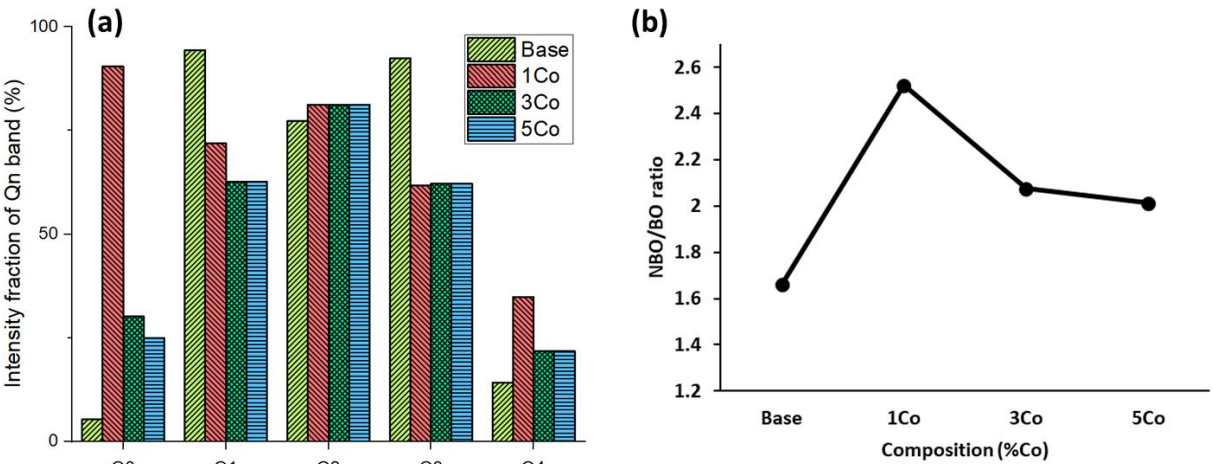 (a)
100
50
0
Intensity fraction of Qn band (%)
Base
1Co
3Co
5Co
(b)
2.6
2.4
2.2
2
1.8
1.6
1.4
1.2
NBO/BO ratio
Base 1Co 3Co 5Co
Composition (%Co)